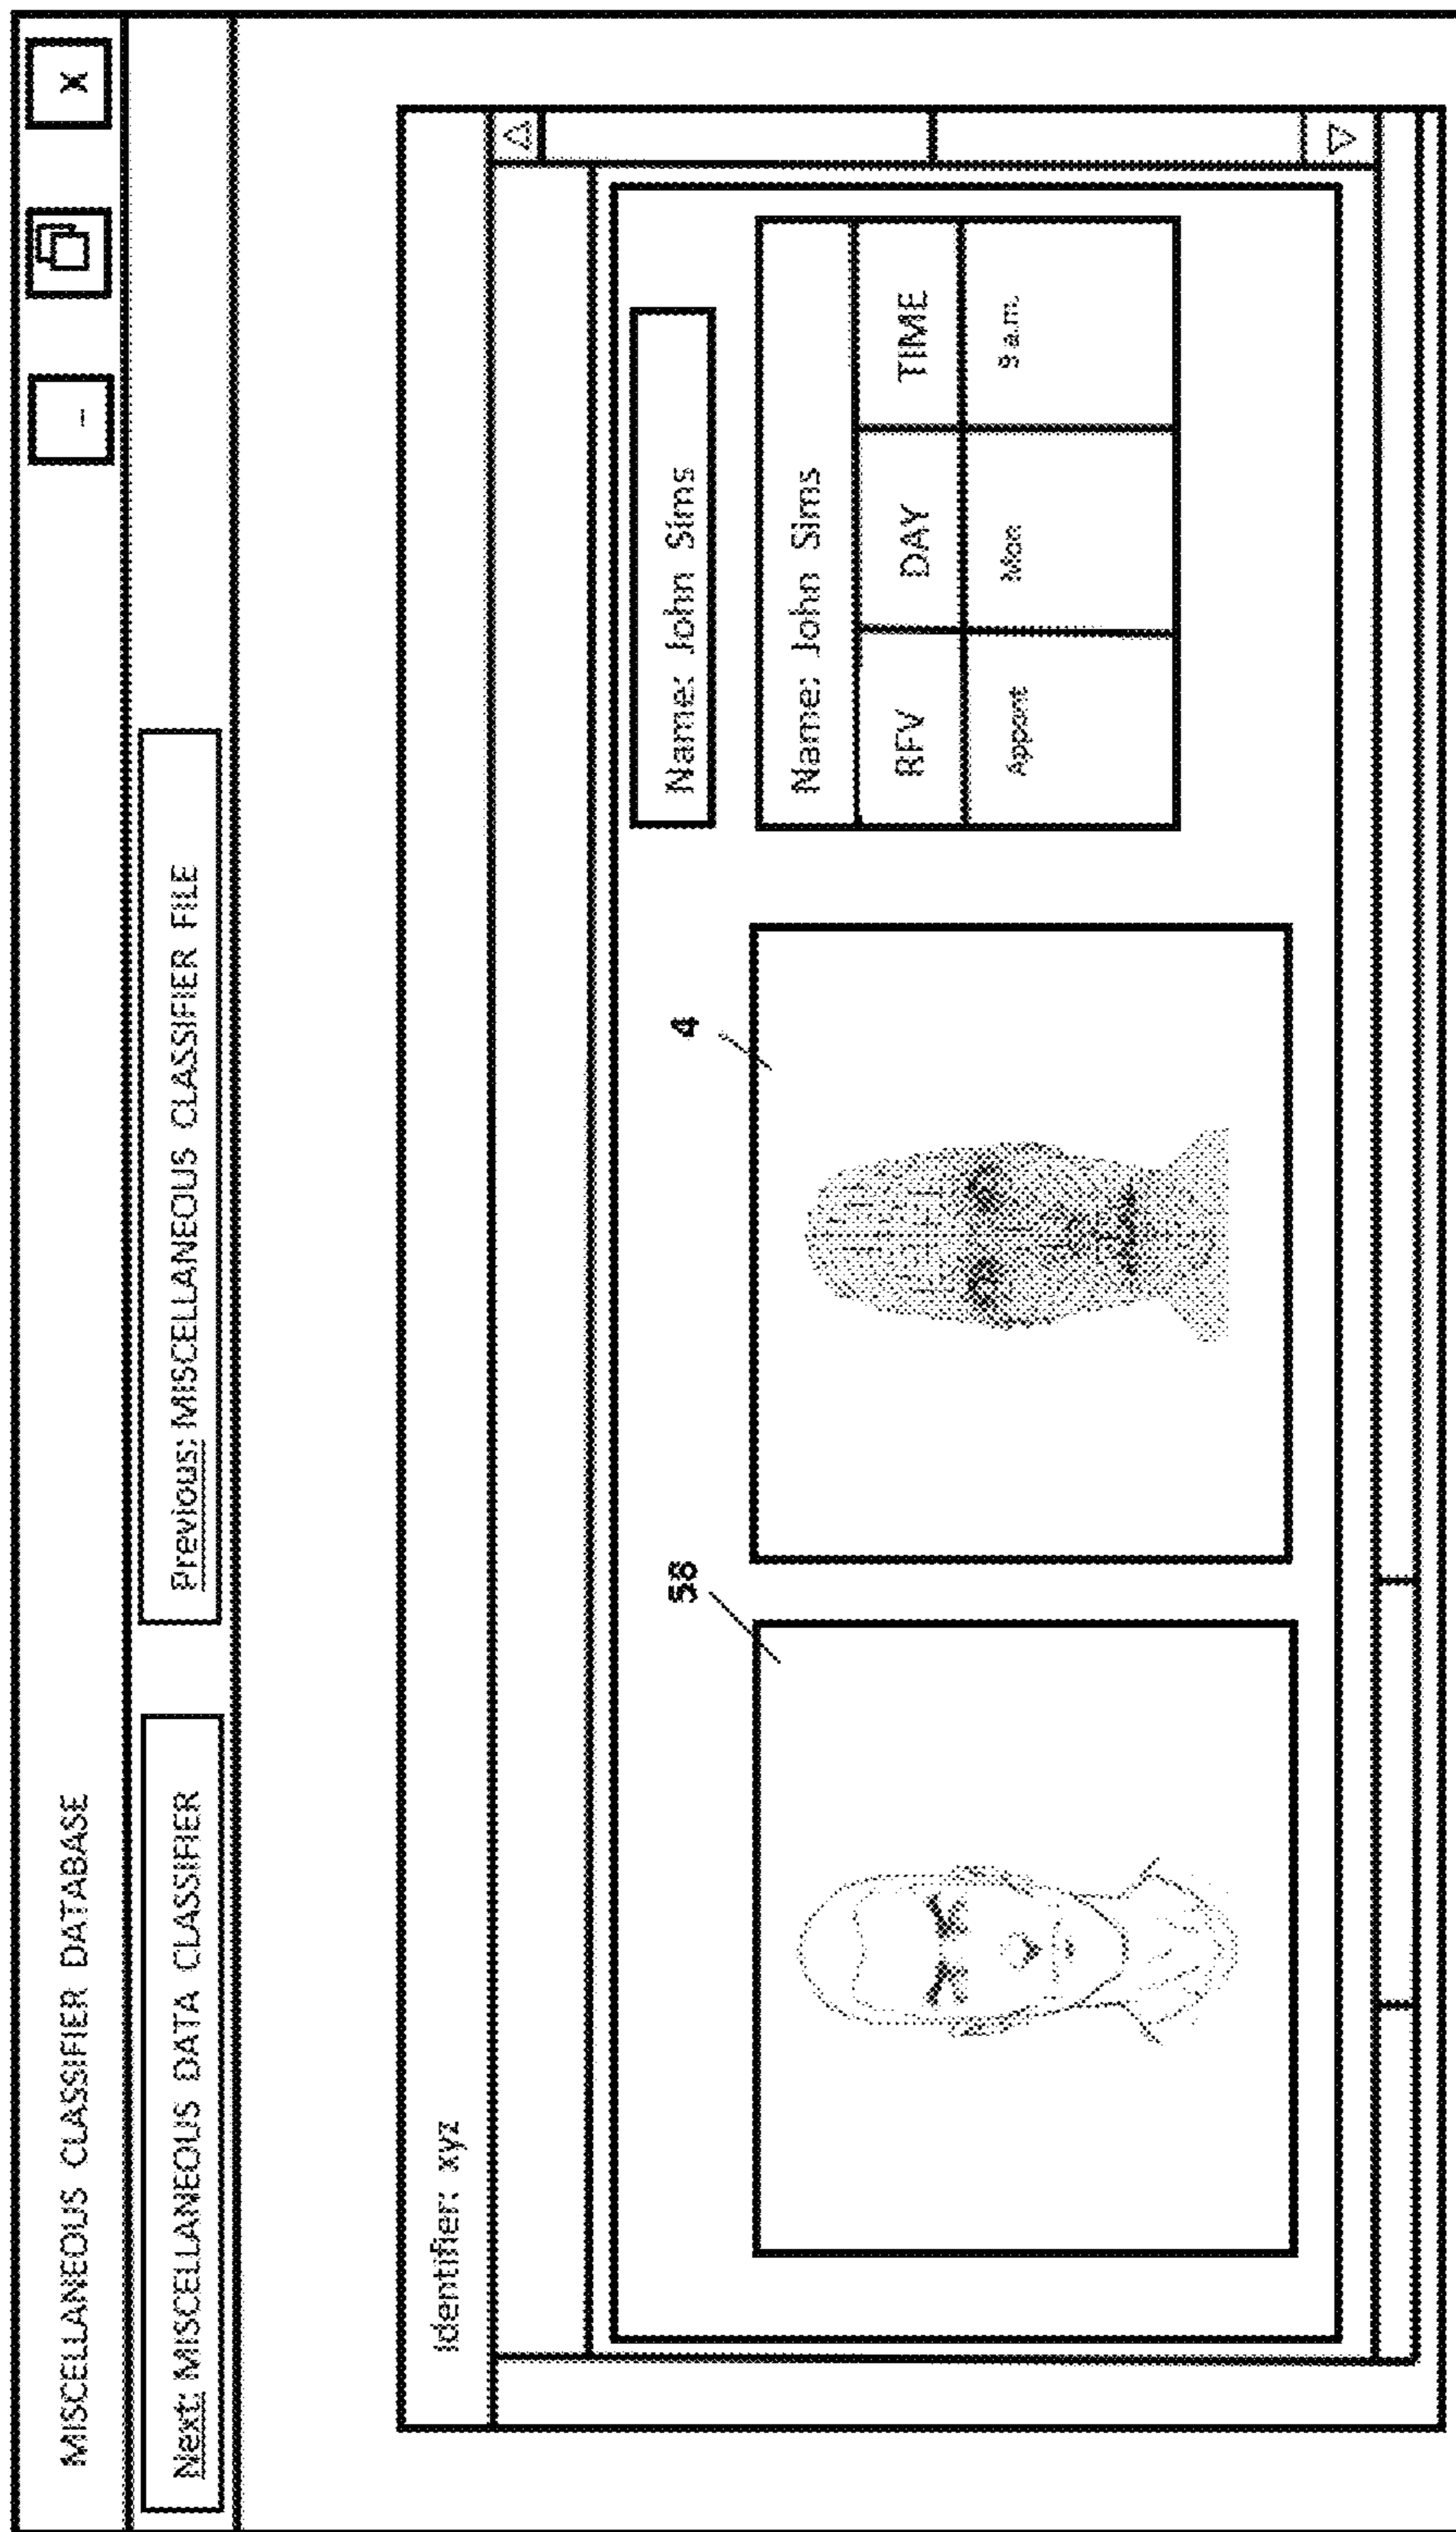 MISCELLANEOUS CLASSIFIER DATABASE
-
X
Next: MISCELLANEOUS DATA CLASSIFIER
Previous: MISCELLANEOUS CLASSIFIER FILE
Identifier: xyz
58
4
Name: John Sims
Name: John Sims
RFV DAY TIME
Appont Mon 9 a.m.